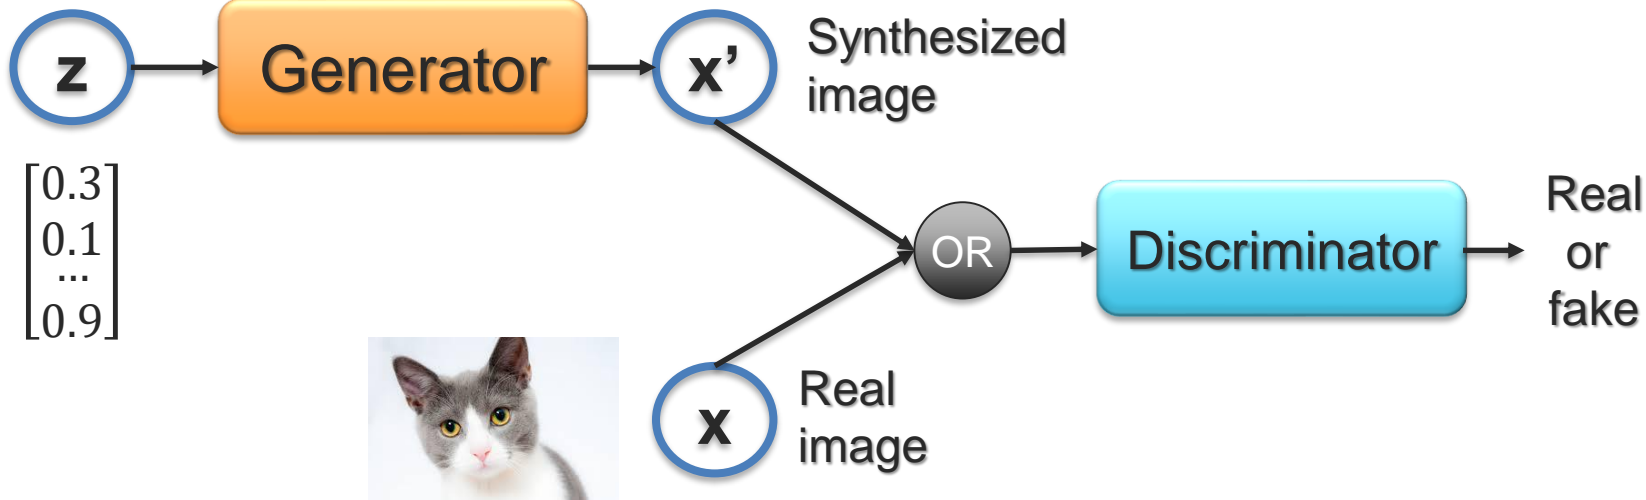 z
Generator
x’
Synthesized
image
[0.3
0.1
...
0.9]
OR
Discriminator
Real
or
fake
x
Real
image